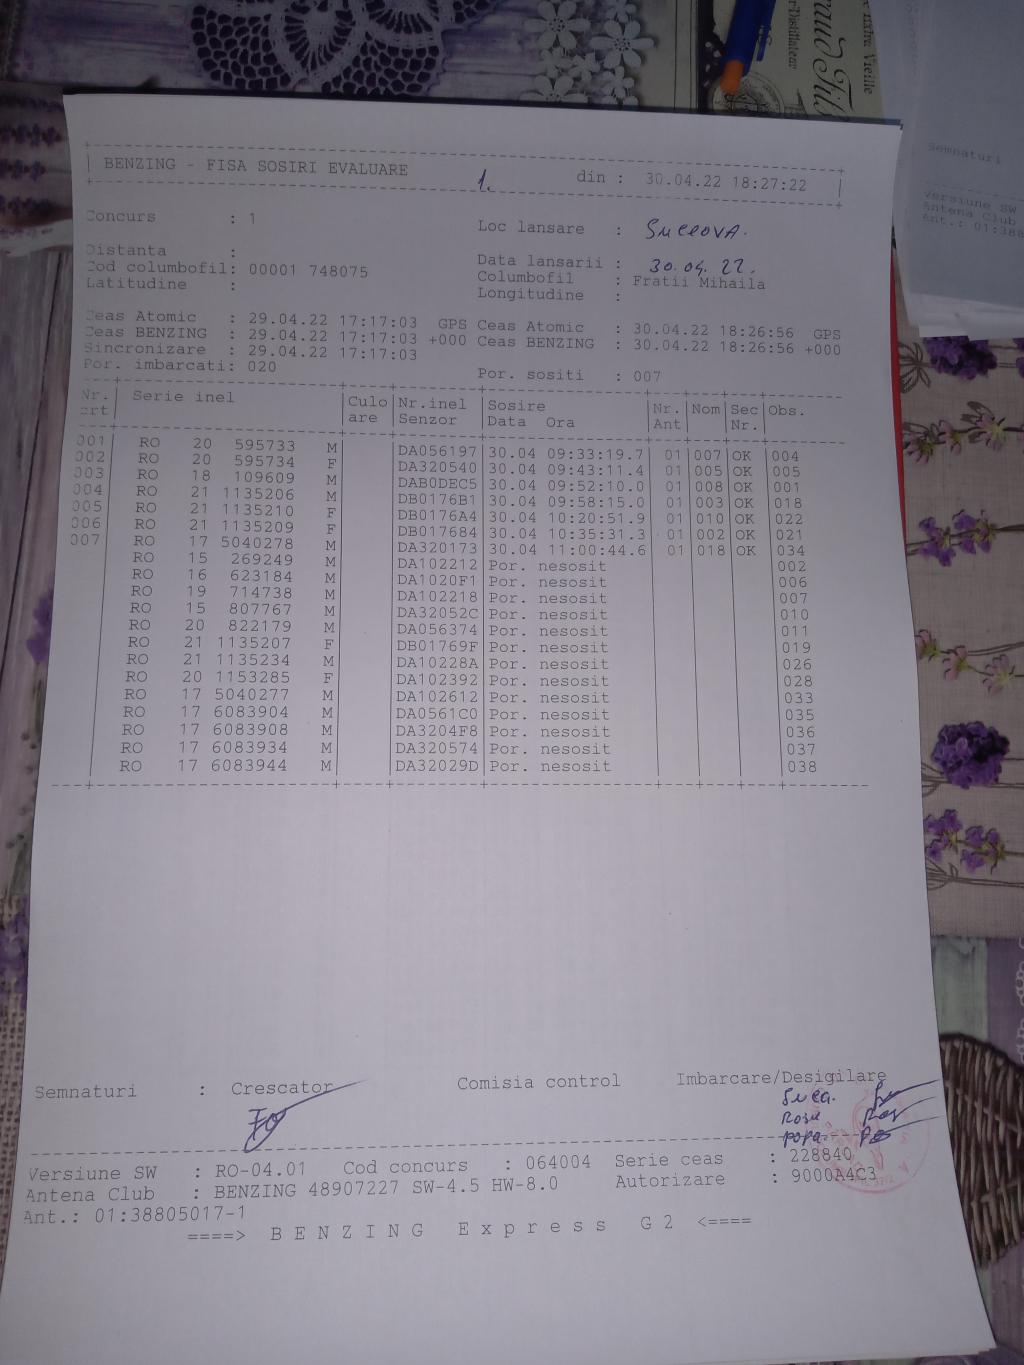 BENZING - FISA SOSIRI EVALUARE 1. din : 30.04.22 18:27:22
Concurs : 1 Loc lansare : Suceova.
Distanta : Data lansarii : 30.04.22.
Cod columbofil: 00001 748075 Columbofil : Fratii Mihaila
Latitudine : Longitudine :
Ceas Atomic : 29.04.22 17:17:03 GPS Ceas Atomic : 30.04.22 18:26:56 GPS
Ceas BENZING : 29.04.22 17:17:03 +000 Ceas BENZING : 30.04.22 18:26:56 +000
Sincronizare : 29.04.22 17:17:03
Por. imbarcati: 020 Por. sositi : 007
Nr. Serie inel Culo Nr.inel Sosire Nr. Nom Sec Obs.
crt are Senzor Data Ora Ant Nr.
001 RO 20 595733 M DA056197 30.04 09:33:19.7 01 007 OK 004
002 RO 20 595734 F DA320540 30.04 09:43:11.4 01 005 OK 005
003 RO 18 109609 M DAB0DEC5 30.04 09:52:10.0 01 008 OK 001
004 RO 21 1135206 M DB0176B1 30.04 09:58:15.0 01 003 OK 018
005 RO 21 1135210 F DB0176A4 30.04 10:20:51.9 01 010 OK 022
006 RO 21 1135209 F DB017684 30.04 10:35:31.3 01 002 OK 021
007 RO 17 5040278 M DA320173 30.04 11:00:44.6 01 018 OK 034
RO 15 269249 M DA102212 Por. nesosit 002
RO 16 623184 M DA1020F1 Por. nesosit 006
RO 19 714738 M DA102218 Por. nesosit 007
RO 15 807767 M DA32052C Por. nesosit 010
RO 20 822179 M DA056374 Por. nesosit 011
RO 21 1135207 F DB01769F Por. nesosit 019
RO 21 1135234 M DA10228A Por. nesosit 026
RO 20 1153285 F DA102392 Por. nesosit 028
RO 17 5040277 M DA102612 Por. nesosit 033
RO 17 6083904 M DA0561C0 Por. nesosit 035
RO 17 6083908 M DA3204F8 Por. nesosit 036
RO 17 6083934 M DA320574 Por. nesosit 037
RO 17 6083944 M DA32029D Por. nesosit 038
Semnaturi : Crescator Comisia control Imbarcare/Desigilare
Rosu
popa
Versiune SW : RO-04.01 Cod concurs : 064004 Serie ceas : 228840
Antena Club : BENZING 48907227 SW-4.5 HW-8.0 Autorizare : 9000A4C3
Ant.: 01:38805017-1
====> B E N Z I N G E x p r e s s G 2 <====
Semnaturi
Versiune SW
Antena Club
Ant.: 01:388
Extra Vieille